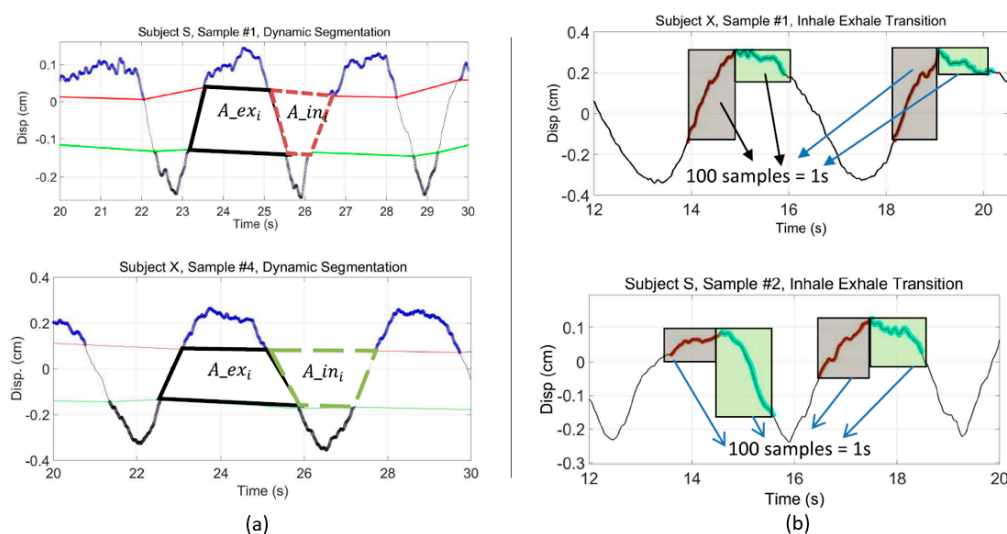 Subject S, Sample #1, Dynamic Segmentation
Disp (cm)
0.1
0
-0.1
-0.2
A_ex_i
A_in_i
20 21 22 23 24 25 26 27 28 29 30
Time (s)
Subject X, Sample #4, Dynamic Segmentation
Disp. (cm)
0.4
0.2
0
-0.2
-0.4
A_ex_i
A_in_i
20 22 24 26 28 30
Time (s)
(a)
Subject X, Sample #1, Inhale Exhale Transition
Disp (cm)
0.4
0.2
0
-0.2
-0.4
100 samples = 1s
12 14 16 18 20
Time (s)
Subject S, Sample #2, Inhale Exhale Transition
Disp (cm)
0.2
0.1
0
-0.1
-0.2
-0.3
100 samples = 1s
12 14 16 18 20
Time (s)
(b)